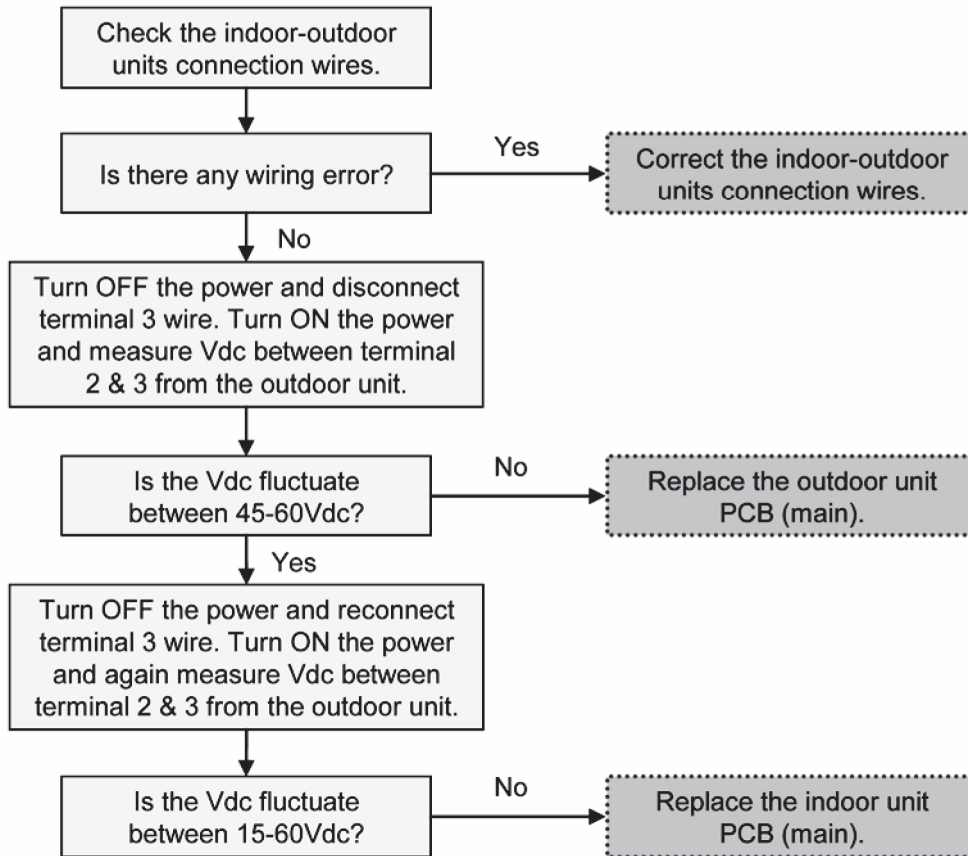 Check the indoor-outdoor
units connection wires.
Is there any wiring error?
Yes
Correct the indoor-outdoor
units connection wires.
No
Turn OFF the power and disconnect
terminal 3 wire. Turn ON the power
and measure Vdc between terminal
2 & 3 from the outdoor unit.
Is the Vdc fluctuate
between 45-60Vdc?
No
Replace the outdoor unit
PCB (main).
Yes
Turn OFF the power and reconnect
terminal 3 wire. Turn ON the power
and again measure Vdc between
terminal 2 & 3 from the outdoor unit.
Is the Vdc fluctuate
between 15-60Vdc?
No
Replace the indoor unit
PCB (main).